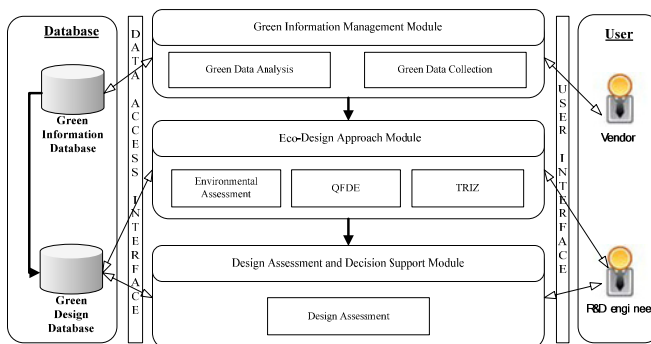 Database
Green
Information
Database
Green
Design
Database
DATA ACCESS INTERFACE
Green Information Management Module
Green Data Analysis
Green Data Collection
Eco-Design Approach Module
Environmental
Assessment
QFDE
TRIZ
Design Assessment and Decision Support Module
Design Assessment
USER INTERFACE
User
Vendor
R&D engineer